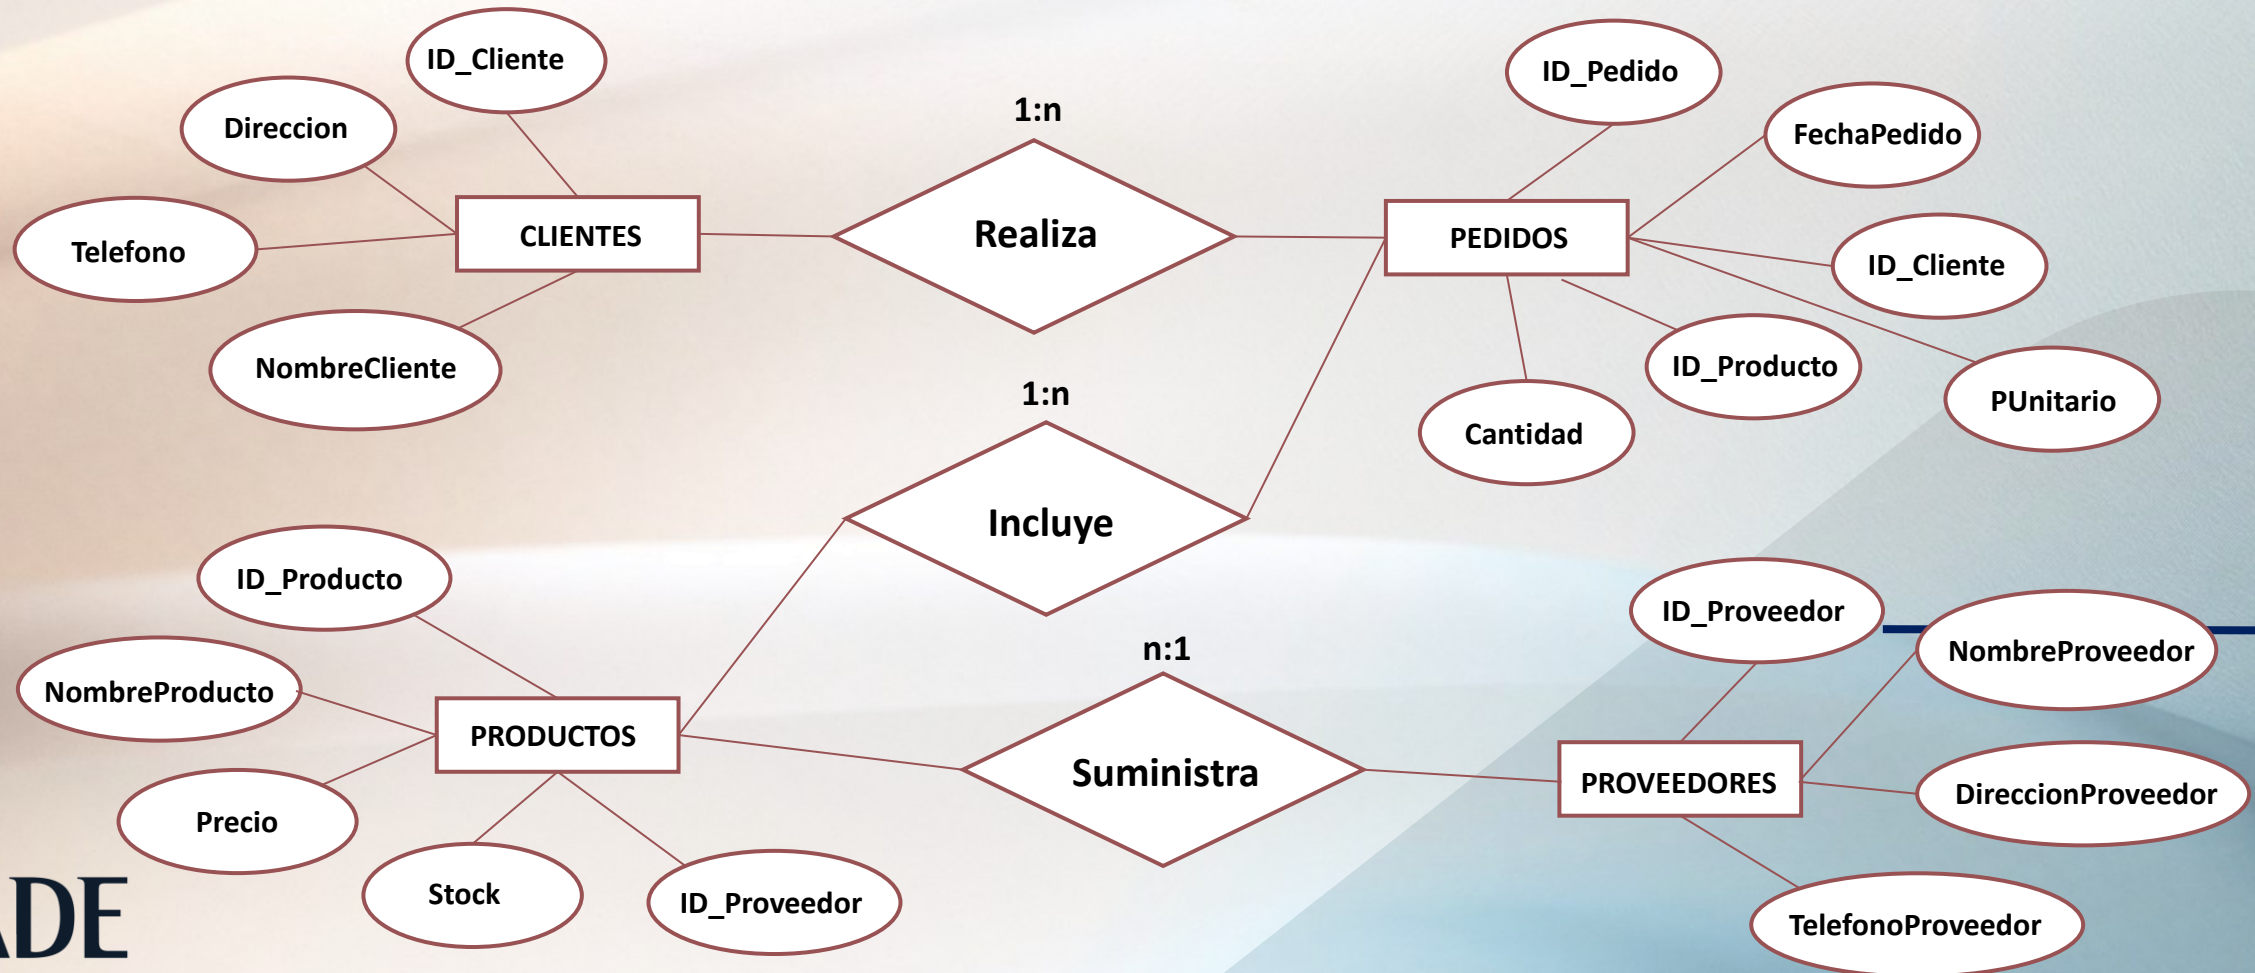 ID_Cliente
Direccion
Telefono
CLIENTES
NombreCliente
1:n
Realiza
ID_Pedido
FechaPedido
PEDIDOS
ID_Cliente
ID_Producto
PUnitario
Cantidad
1:n
Incluye
ID_Producto
NombreProducto
PRODUCTOS
Precio
Stock
ID_Proveedor
n:1
Suministra
ID_Proveedor
NombreProveedor
PROVEEDORES
DireccionProveedor
TelefonoProveedor
ADE